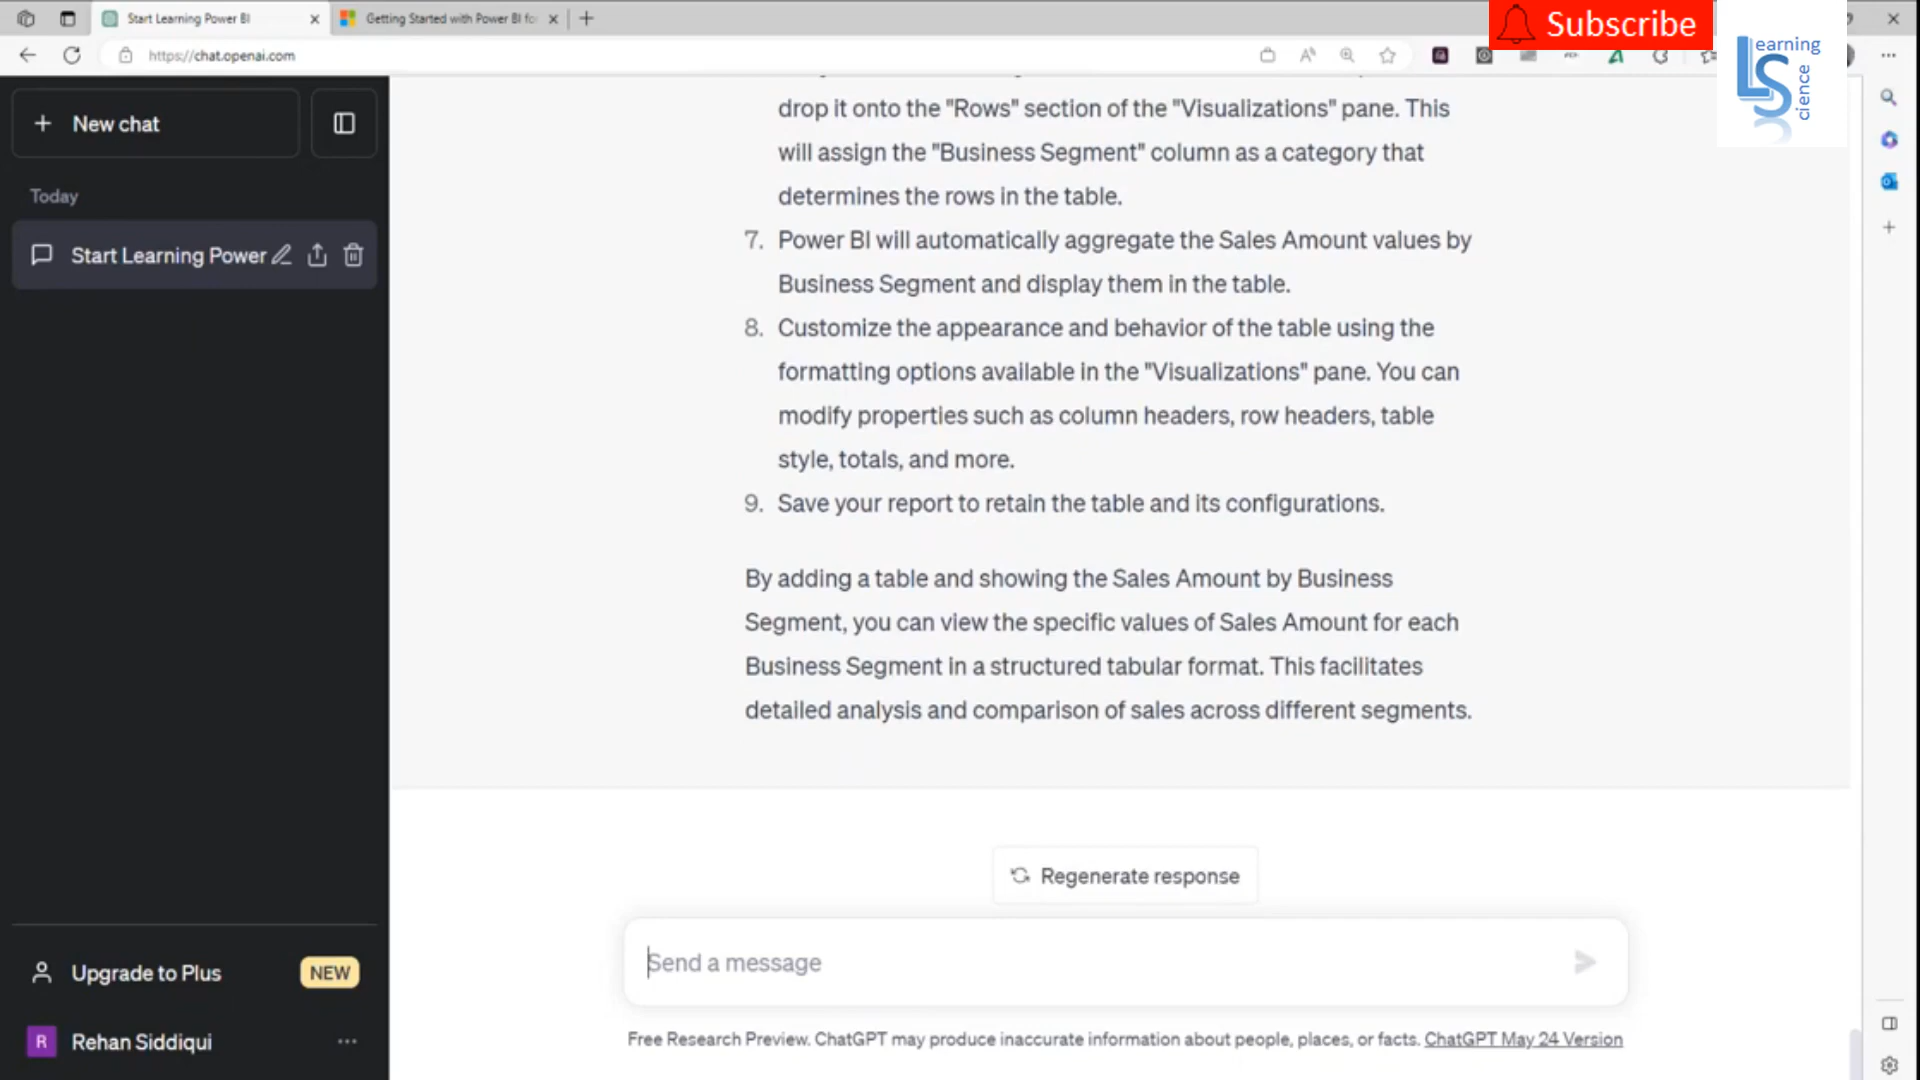 Start Learning Power BI
Getting Started with Power BI for
Subscribe
Learning
Science
https://chat.openai.com
New chat
Today
Start Learning Power
drop it onto the "Rows" section of the "Visualizations" pane. This
will assign the "Business Segment" column as a category that
determines the rows in the table.
7. Power BI will automatically aggregate the Sales Amount values by
Business Segment and display them in the table.
8. Customize the appearance and behavior of the table using the
formatting options available in the "Visualizations" pane. You can
modify properties such as column headers, row headers, table
style, totals, and more.
9. Save your report to retain the table and its configurations.
By adding a table and showing the Sales Amount by Business
Segment, you can view the specific values of Sales Amount for each
Business Segment in a structured tabular format. This facilitates
detailed analysis and comparison of sales across different segments.
Regenerate response
Send a message
Upgrade to Plus
NEW
R
Rehan Siddiqui
Free Research Preview. ChatGPT may produce inaccurate information about people, places, or facts. ChatGPT May 24 Version